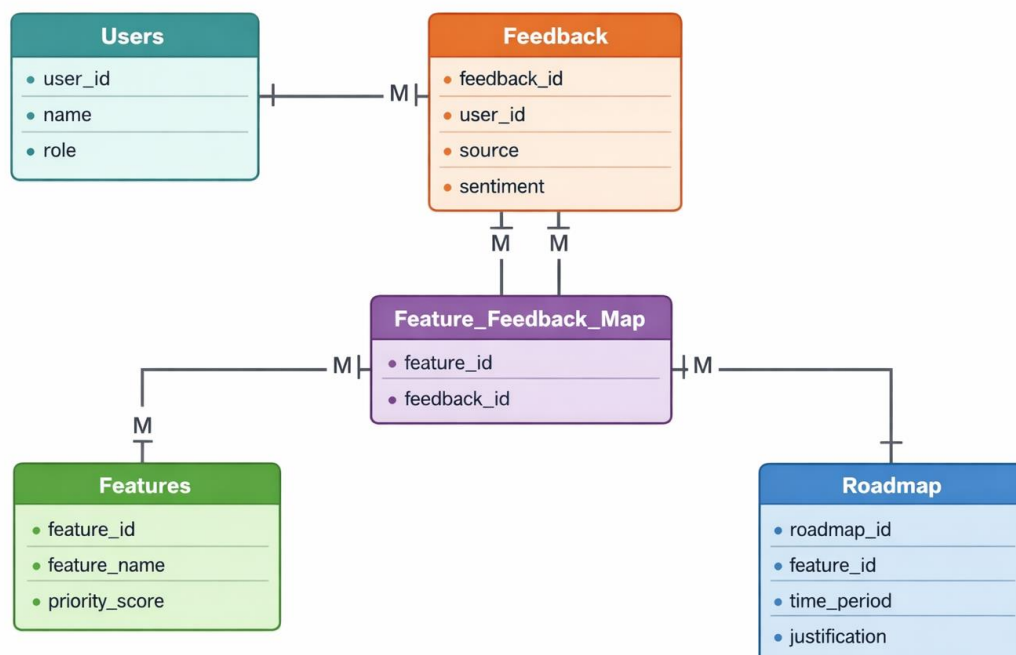 Users
user_id
name
role
M
Feedback
feedback_id
user_id
source
sentiment
M M
Feature_Feedback_Map
feature_id
feedback_id
M
M
M
Features
feature_id
feature_name
priority_score
Roadmap
roadmap_id
feature_id
time_period
justification